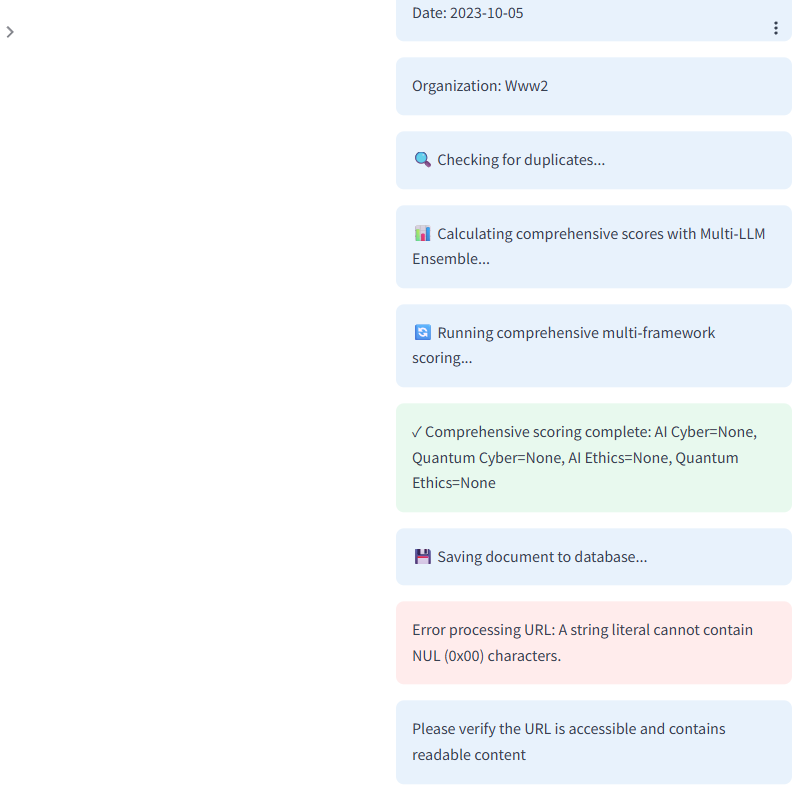 Date: 2023-10-05
Organization: Www2
🔍 Checking for duplicates...
📊 Calculating comprehensive scores with Multi-LLM
Ensemble...
🔄 Running comprehensive multi-framework
scoring...
✓ Comprehensive scoring complete: AI Cyber=None,
Quantum Cyber=None, AI Ethics=None, Quantum
Ethics=None
💾 Saving document to database...
Error processing URL: A string literal cannot contain
NUL (0x00) characters.
Please verify the URL is accessible and contains
readable content